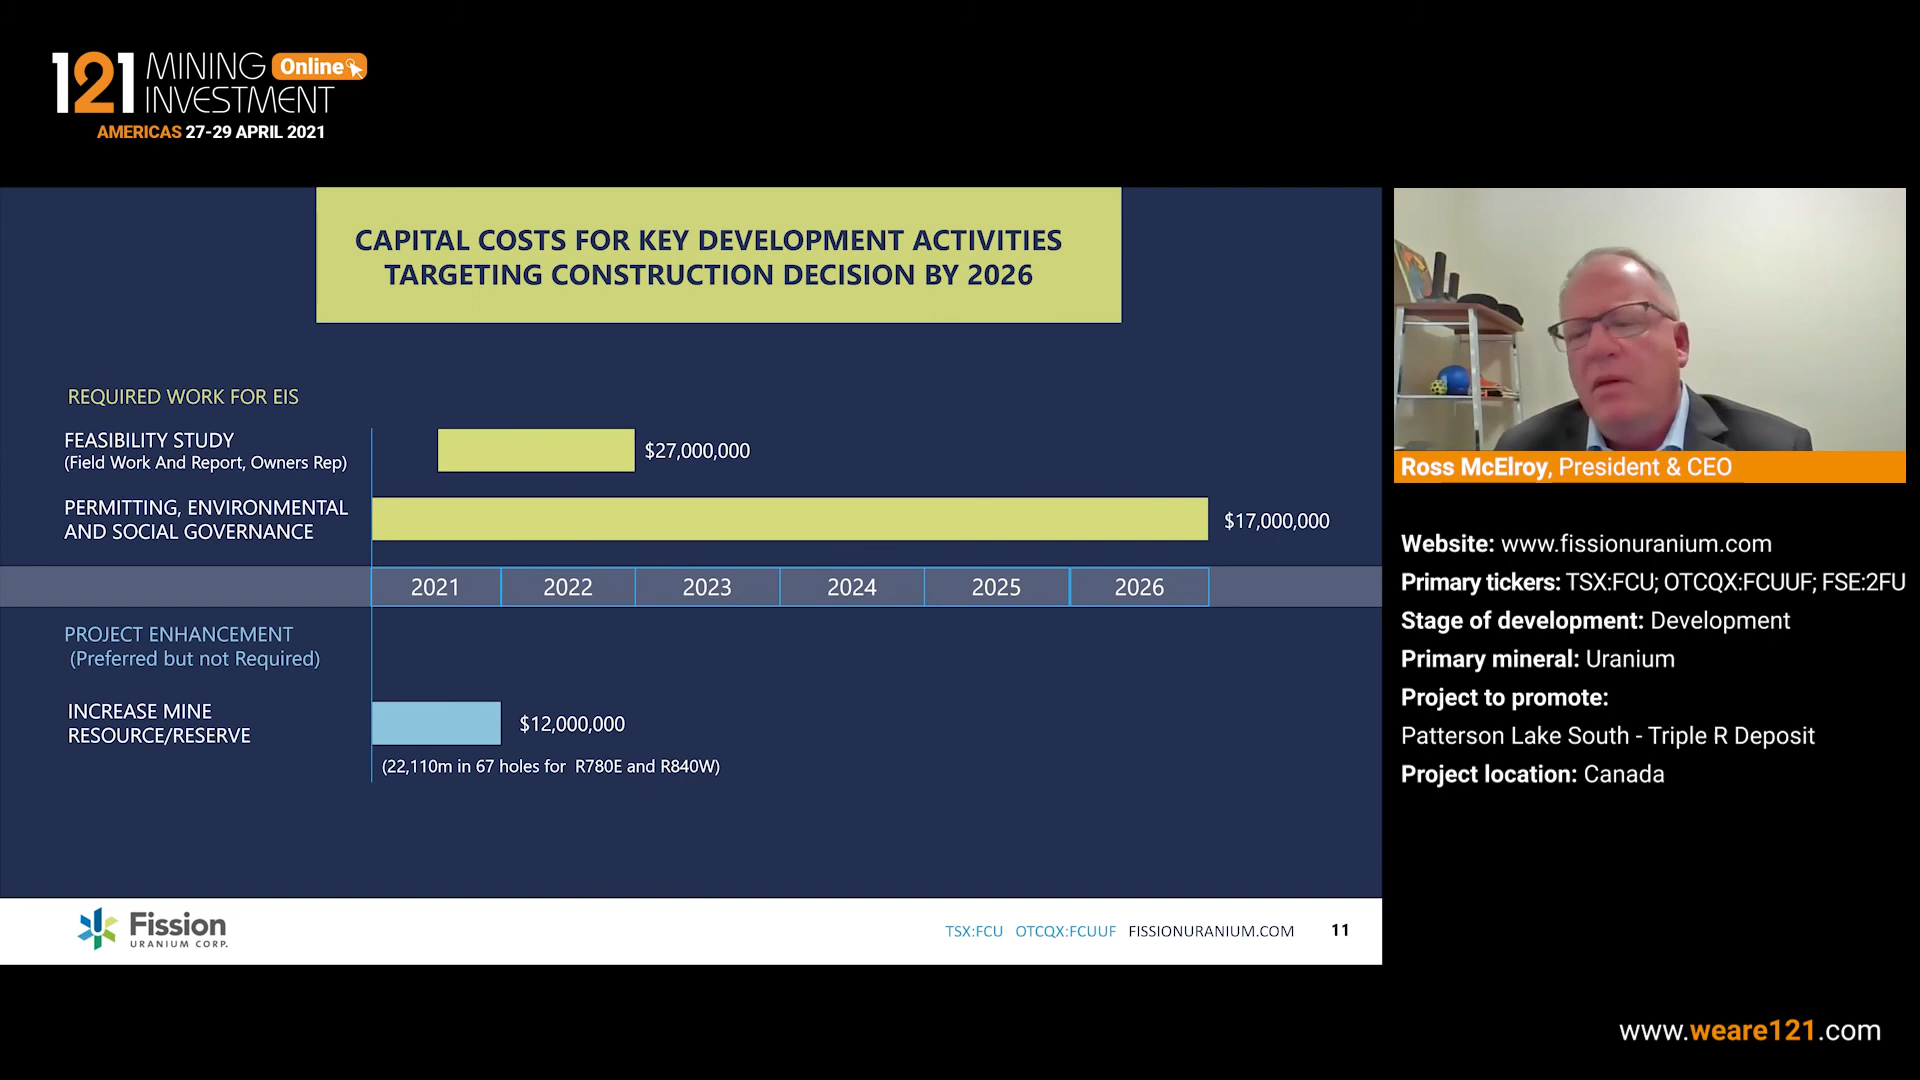 121 MINING Online
INVESTMENT
AMERICAS 27-29 APRIL 2021
CAPITAL COSTS FOR KEY DEVELOPMENT ACTIVITIES
TARGETING CONSTRUCTION DECISION BY 2026
REQUIRED WORK FOR EIS
FEASIBILITY STUDY
(Field Work And Report, Owners Rep)
$27,000,000
PERMITTING, ENVIRONMENTAL
AND SOCIAL GOVERNANCE
$17,000,000
2021 2022 2023 2024 2025 2026
PROJECT ENHANCEMENT
(Preferred but not Required)
INCREASE MINE
RESOURCE/RESERVE
$12,000,000
(22,110m in 67 holes for R780E and R840W)
Fission
URANIUM CORP.
TSX:FCU OTCQX:FCUUF FISSIONURANIUM.COM 11
Ross McElroy, President & CEO
Website: www.fissionuranium.com
Primary tickers: TSX:FCU; OTCQX:FCUUF; FSE:2FU
Stage of development: Development
Primary mineral: Uranium
Project to promote:
Patterson Lake South - Triple R Deposit
Project location: Canada
www.weare121.com